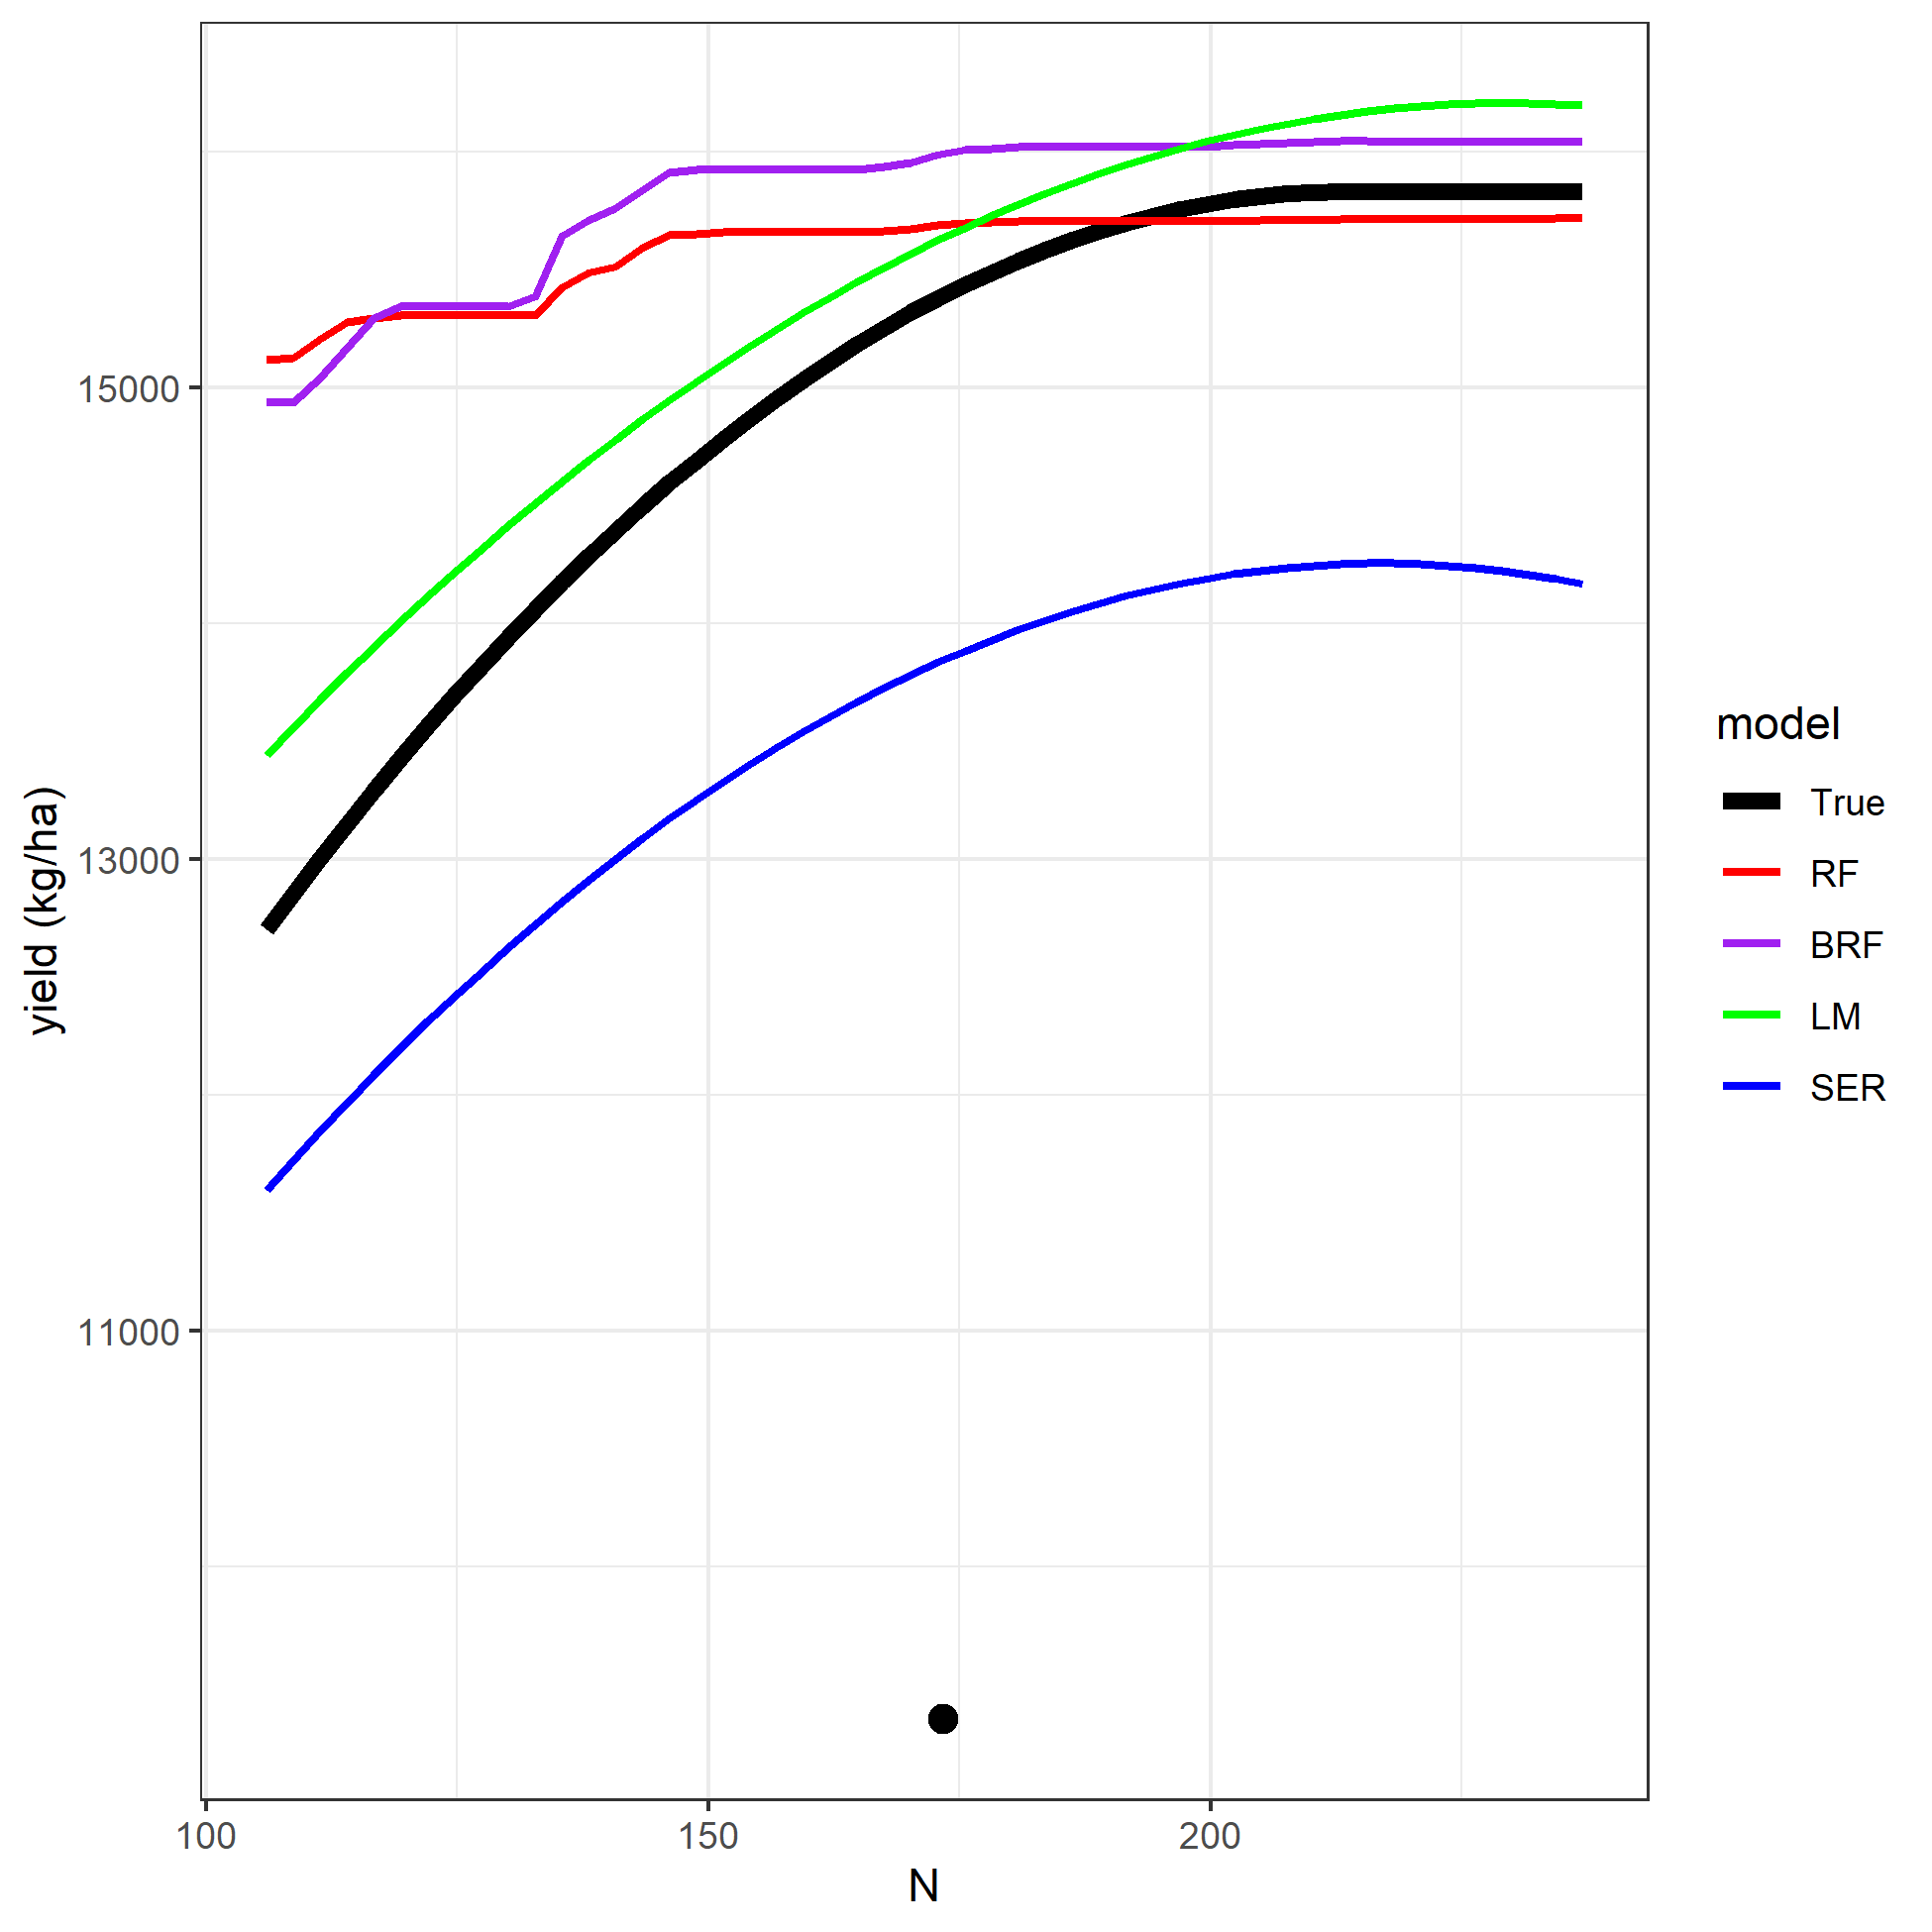 yield (kg/ha)
15000
13000
11000
100
150
200
N
model
True
RF
BRF
LM
SER